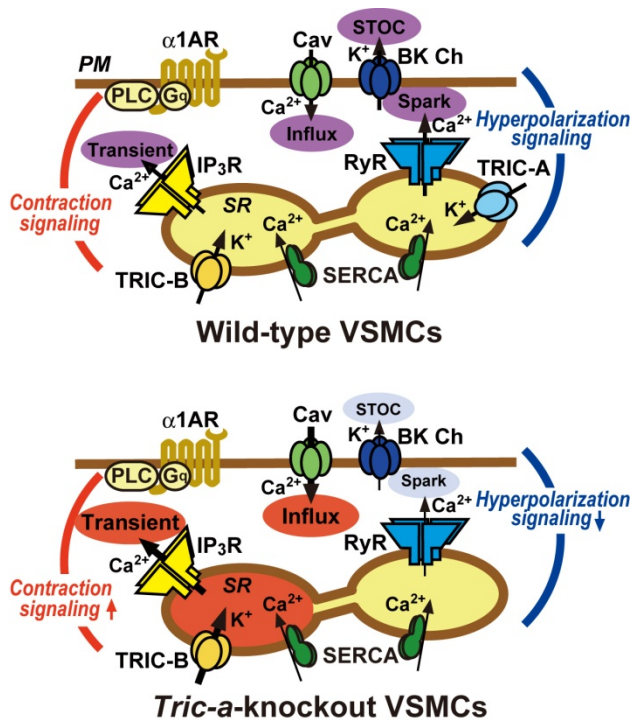 STOC
α1AR
Cav
K⁺
BK Ch
PM
PLC
Gq
Ca²⁺
Influx
Spark
Ca²⁺
Hyperpolarization
signaling
Transient
Ca²⁺
IP₃R
RyR
TRIC-A
Contraction
signaling
SR
K⁺
Ca²⁺
Ca²⁺
K⁺
TRIC-B
SERCA
Wild-type VSMCs
STOC
α1AR
Cav
K⁺
BK Ch
PLC
Gq
Ca²⁺
Influx
Spark
Ca²⁺
Hyperpolarization
signaling
Transient
Ca²⁺
IP₃R
RyR
Contraction
signaling
SR
K⁺
Ca²⁺
Ca²⁺
TRIC-B
SERCA
Tric-a-knockout VSMCs